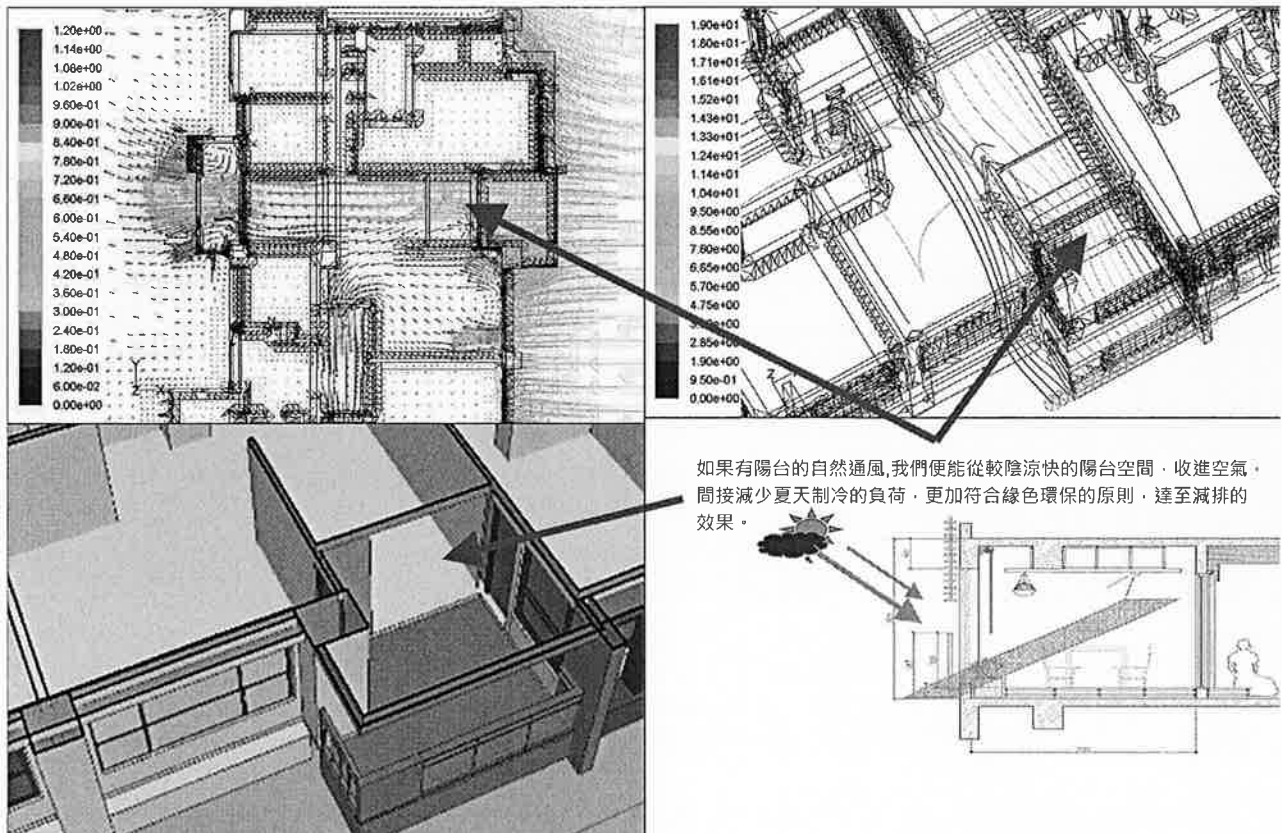 1.20e+00
1.14e+00
1.08e+00
1.02e+00
9.60e-01
9.00e-01
8.40e-01
7.80e-01
7.20e-01
6.60e-01
6.00e-01
5.40e-01
4.80e-01
4.20e-01
3.60e-01
3.00e-01
2.40e-01
1.80e-01
1.20e-01
6.00e-02
0.00e+00
Y
1.90e+01
1.80e+01
1.71e+01
1.61e+01
1.52e+01
1.43e+01
1.33e+01
1.24e+01
1.14e+01
1.04e+01
9.50e+00
8.55e+00
7.60e+00
6.65e+00
5.70e+00
4.75e+00
2.85e+00
1.90e+00
9.50e-01
0.00e+00
Z
如果有陽台的自然通風,我們便能從較陰涼快的陽台空間，收進空氣，
間接減少夏天制冷的負荷，更加符合緣色環保的原則，達至減排的
效果。